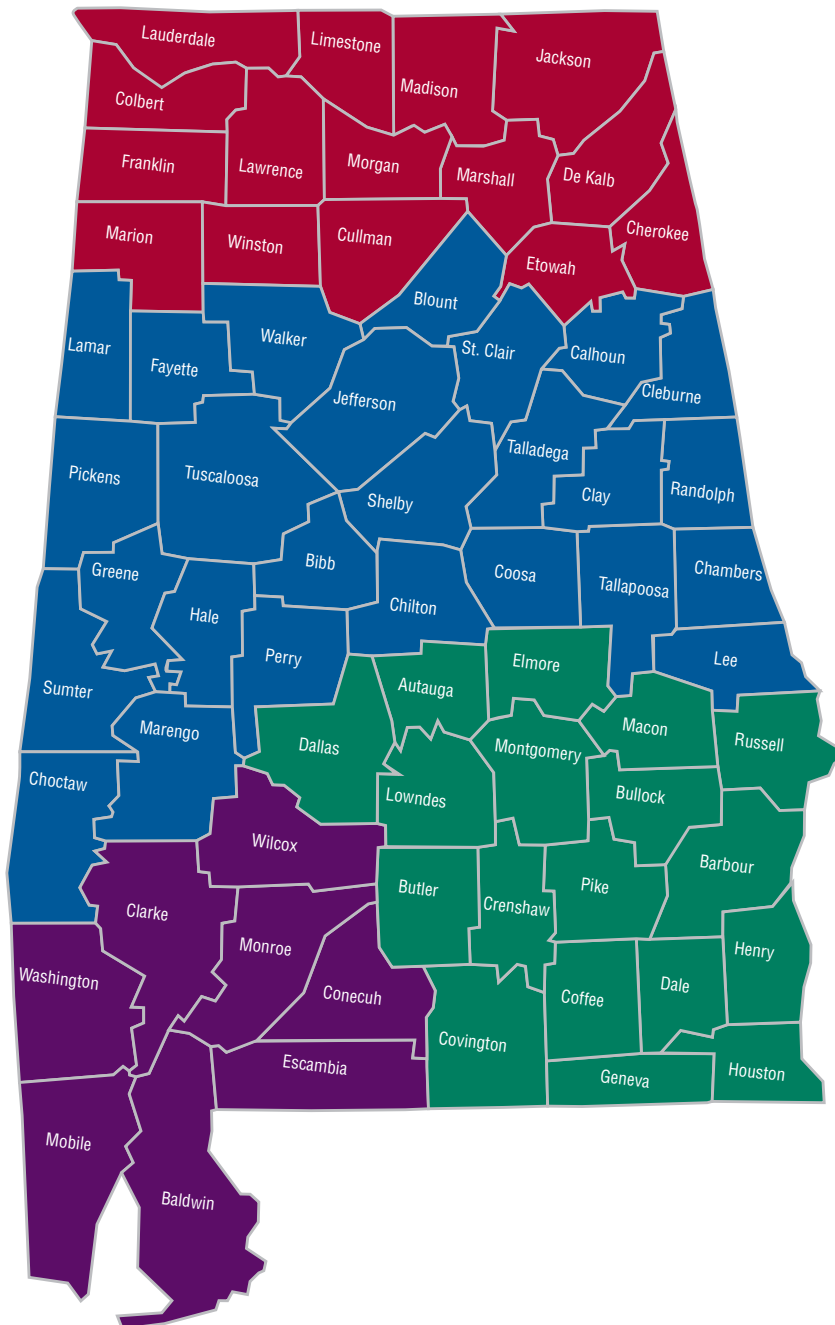 Lauderdale
Limestone
Madison
Jackson
Colbert
Franklin
Lawrence
Morgan
Marshall
De Kalb
Cherokee
Marion
Winston
Cullman
Etowah
Blount
Lamar
Fayette
Walker
Jefferson
St. Clair
Calhoun
Cleburne
Pickens
Tuscaloosa
Shelby
Talladega
Clay
Randolph
Greene
Hale
Bibb
Chilton
Coosa
Tallapoosa
Chambers
Sumter
Perry
Autauga
Elmore
Lee
Marengo
Dallas
Montgomery
Macon
Russell
Choctaw
Lowndes
Bullock
Wilcox
Butler
Crenshaw
Pike
Barbour
Clarke
Monroe
Conecuh
Henry
Washington
Covington
Coffee
Dale
Escambia
Geneva
Houston
Mobile
Baldwin